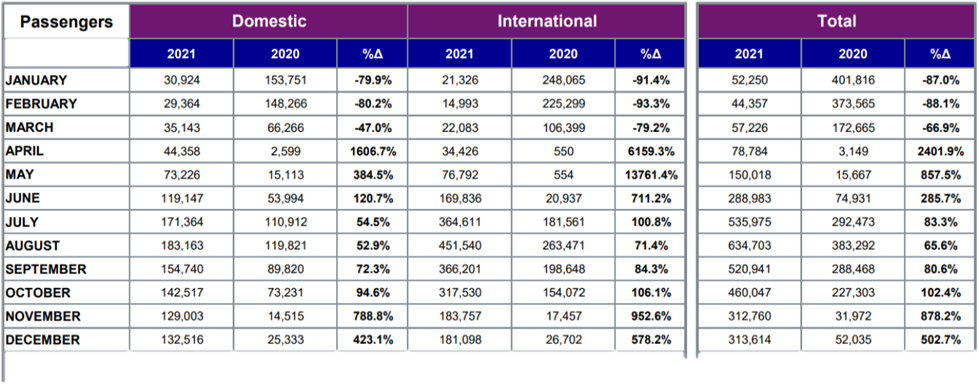 Passengers Domestic International Total
2021 2020 %Δ 2021 2020 %Δ 2021 2020 %Δ
JANUARY 30,924 153,751 -79.9% 21,326 248,065 -91.4% 52,250 401,816 -87.0%
FEBRUARY 29,364 148,266 -80.2% 14,993 225,299 -93.3% 44,357 373,565 -88.1%
MARCH 35,143 66,266 -47.0% 22,083 106,399 -79.2% 57,226 172,665 -66.9%
APRIL 44,358 2,599 1606.7% 34,426 550 6159.3% 78,784 3,149 2401.9%
MAY 73,226 15,113 384.5% 76,792 554 13761.4% 150,018 15,667 857.5%
JUNE 119,147 53,994 120.7% 169,836 20,937 711.2% 288,983 74,931 285.7%
JULY 171,364 110,912 54.5% 364,611 181,561 100.8% 535,975 292,473 83.3%
AUGUST 183,163 119,821 52.9% 451,540 263,471 71.4% 634,703 383,292 65.6%
SEPTEMBER 154,740 89,820 72.3% 366,201 198,648 84.3% 520,941 288,468 80.6%
OCTOBER 142,517 73,231 94.6% 317,530 154,072 106.1% 460,047 227,303 102.4%
NOVEMBER 129,003 14,515 788.8% 183,757 17,457 952.6% 312,760 31,972 878.2%
DECEMBER 132,516 25,333 423.1% 181,098 26,702 578.2% 313,614 52,035 502.7%